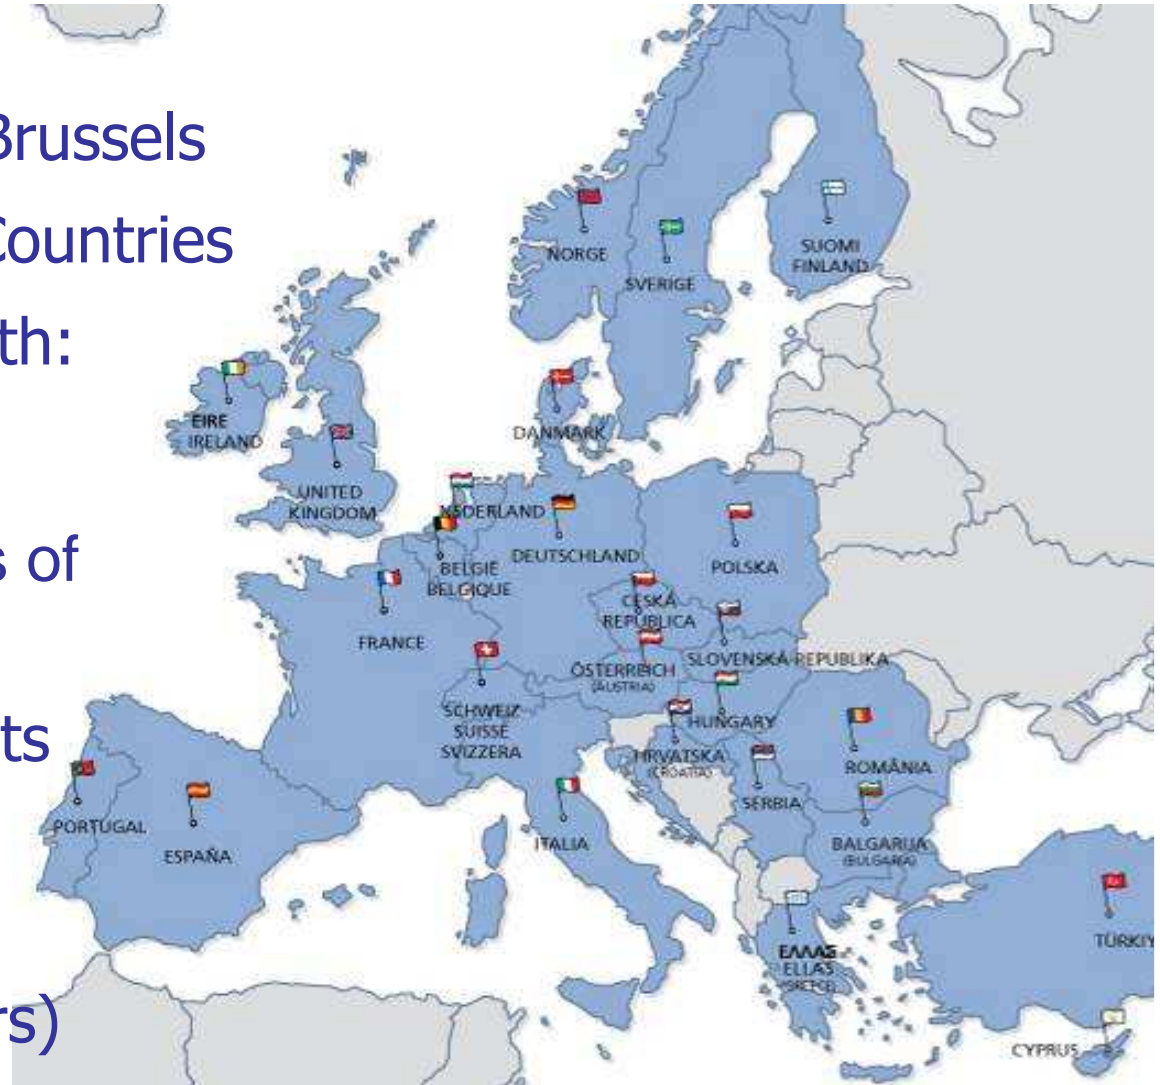 Brussels
Countries
th:
s of
ts
rs)
NORGE
SVERIGE
SUOMI
FINLAND
EIRE
IRELAND
DANMARK
UNITED
KINGDOM
NEDERLAND
BELGIË
BELGIQUE
DEUTSCHLAND
POLSKA
ČESKÁ
REPUBLICA
FRANCE
ÖSTERREICH
(AUSTRIA)
SLOVENSKÁ REPUBLIKA
SCHWEIZ
SUISSE
SVIZZERA
HUNGARY
HRVATSKA
(CROATIA)
ROMÂNIA
SERBIA
PORTUGAL
ESPAÑA
ITALIA
BALGARIJA
(BULGARIA)
ΕΛΛΑΣ
ELLAS
(GREECE)
TÜRKIY
CYPRUS